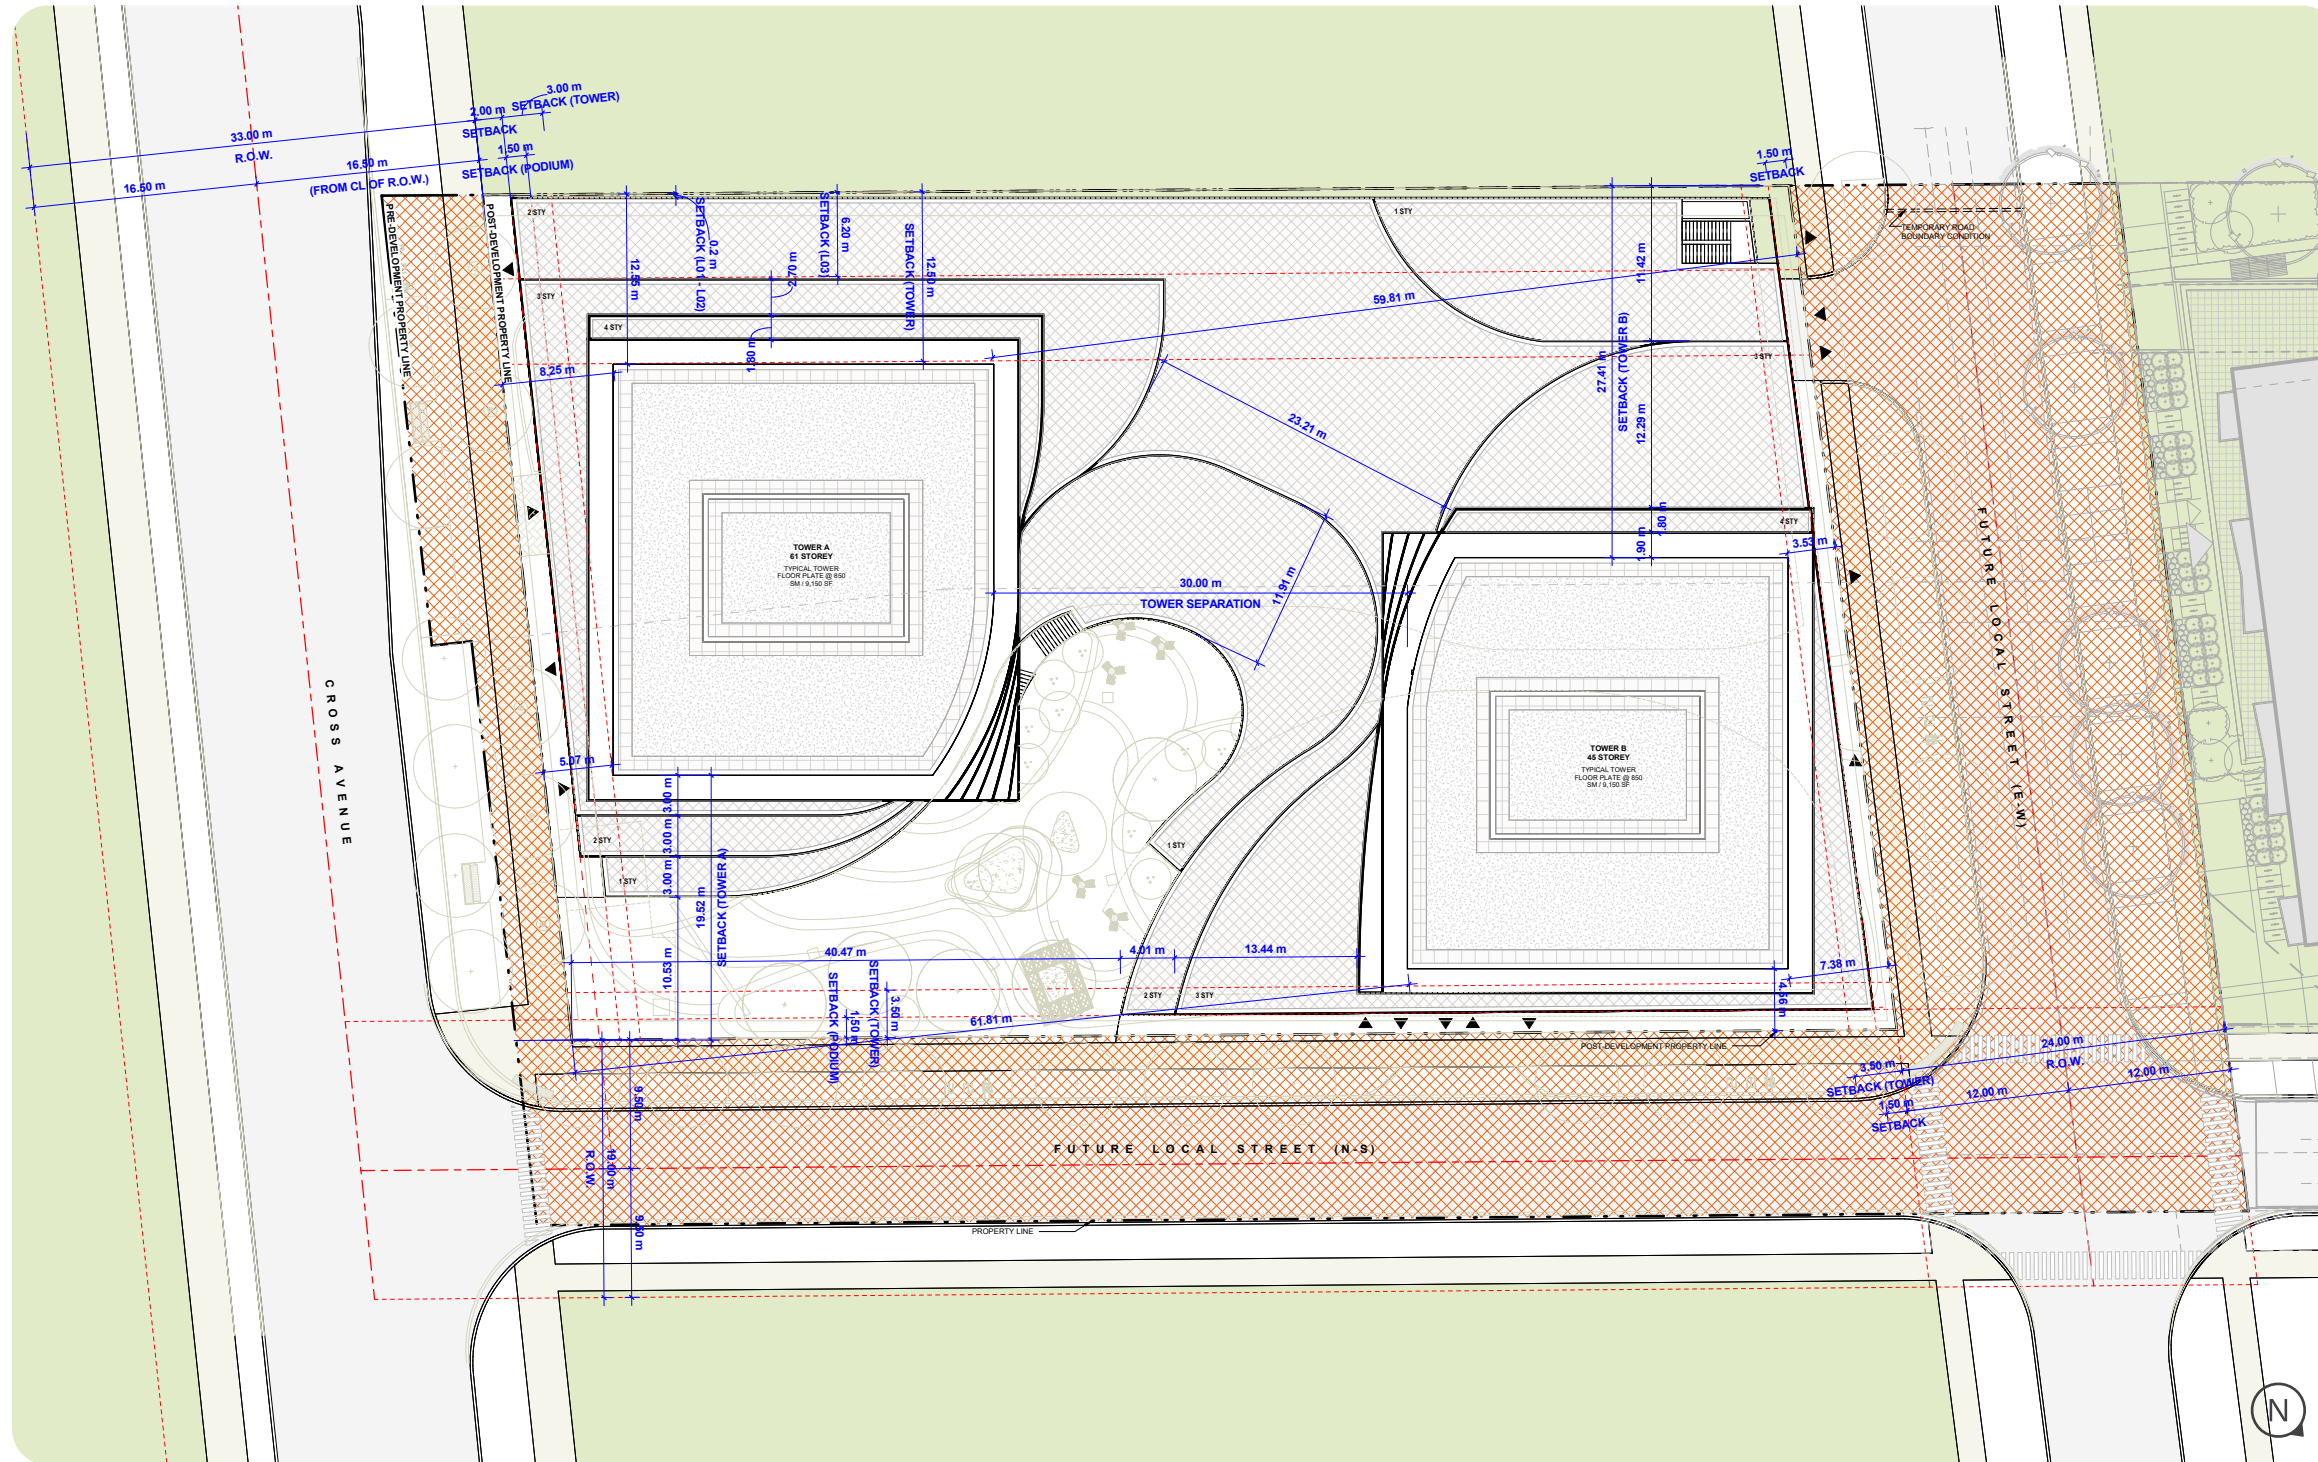 3.00 m
SETBACK (TOWER)
2.00 m
SETBACK
33.00 m
R.O.W.
1.50 m
SETBACK (PODIUM)
16.50 m
(FROM CL OF R.O.W.)
16.50 m
1.50 m
SETBACK
PRE-DEVELOPMENT PROPERTY LINE
POST-DEVELOPMENT PROPERTY LINE
2 STY
1 STY
TEMPORARY ROAD
BOUNDARY CONDITION
12.55 m
0.2 m
SETBACK (L01 - L02)
2.70 m
6.20 m
SETBACK (L03)
12.50 m
SETBACK (TOWER)
11.42 m
59.81 m
3 STY
4 STY
1.80 m
8.25 m
3 STY
27.41 m
SETBACK (TOWER B)
12.29 m
23.21 m
1.80 m
4 STY
1.90 m
3.53 m
TOWER A
61 STOREY
TYPICAL TOWER
FLOOR PLATE @ 850
SM / 9,150 SF
30.00 m
TOWER SEPARATION
11.91 m
FUTURE LOCAL STREET (E-W)
CROSS AVENUE
TOWER B
45 STOREY
TYPICAL TOWER
FLOOR PLATE @ 850
SM / 9,150 SF
5.07 m
3.00 m
3.00 m
3.00 m
2 STY
1 STY
1 STY
19.52 m
SETBACK (TOWER A)
10.53 m
40.47 m
4.01 m
13.44 m
7.38 m
4.66 m
2 STY
3 STY
3.50 m
SETBACK (TOWER)
1.50 m
SETBACK (PODIUM)
61.81 m
POST-DEVELOPMENT PROPERTY LINE
24.00 m
R.O.W.
3.50 m
SETBACK (TOWER)
12.00 m
12.00 m
1.50 m
SETBACK
9.50 m
19.00 m
R.O.W.
9.50 m
FUTURE LOCAL STREET (N-S)
PROPERTY LINE
N